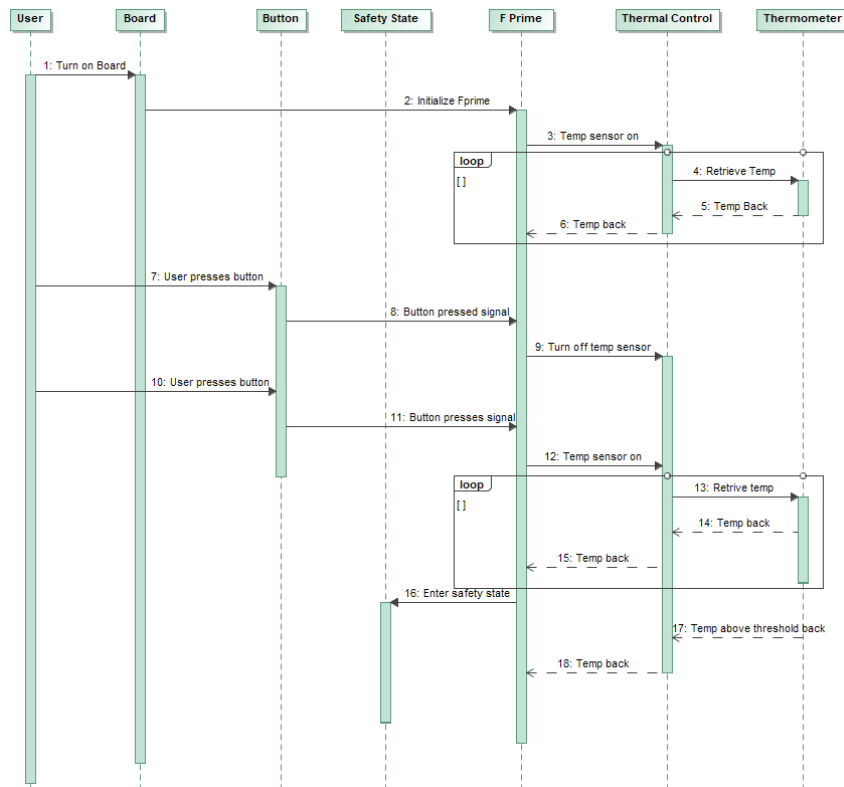 User
Board
Button
Safety State
F Prime
Thermal Control
Thermometer
1: Turn on Board
2: Initialize Fprime
3: Temp sensor on
loop
[ ]
4: Retrieve Temp
5: Temp Back
6: Temp back
7: User presses button
8: Button pressed signal
9: Turn off temp sensor
10: User presses button
11: Button presses signal
12: Temp sensor on
loop
[ ]
13: Retrive temp
14: Temp back
15: Temp back
16: Enter safety state
17: Temp above threshold back
18: Temp back